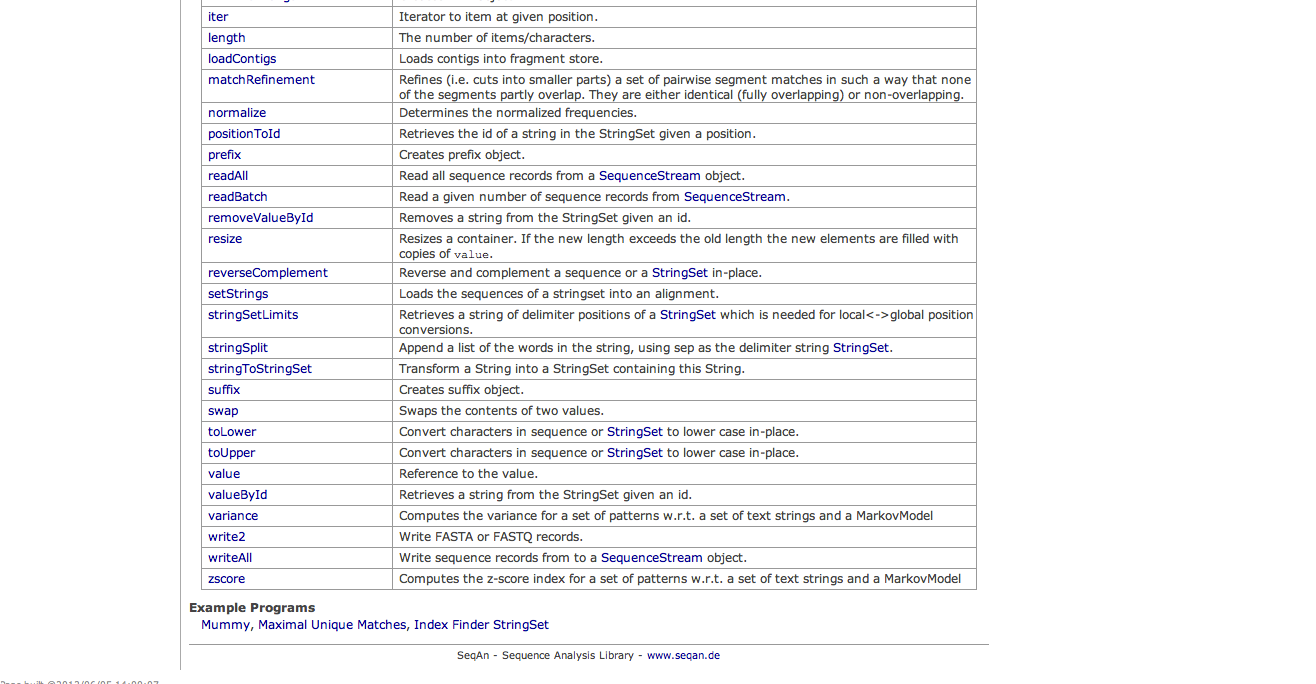 iter Iterator to item at given position.
length The number of items/characters.
loadContigs Loads contigs into fragment store.
matchRefinement Refines (i.e. cuts into smaller parts) a set of pairwise segment matches in such a way that none
of the segments partly overlap. They are either identical (fully overlapping) or non-overlapping.
normalize Determines the normalized frequencies.
positionToId Retrieves the id of a string in the StringSet given a position.
prefix Creates prefix object.
readAll Read all sequence records from a SequenceStream object.
readBatch Read a given number of sequence records from SequenceStream.
removeValueById Removes a string from the StringSet given an id.
resize Resizes a container. If the new length exceeds the old length the new elements are filled with
copies of value.
reverseComplement Reverse and complement a sequence or a StringSet in-place.
setStrings Loads the sequences of a stringset into an alignment.
stringSetLimits Retrieves a string of delimiter positions of a StringSet which is needed for local<->global position
conversions.
stringSplit Append a list of the words in the string, using sep as the delimiter string StringSet.
stringToStringSet Transform a String into a StringSet containing this String.
suffix Creates suffix object.
swap Swaps the contents of two values.
toLower Convert characters in sequence or StringSet to lower case in-place.
toUpper Convert characters in sequence or StringSet to lower case in-place.
value Reference to the value.
valueById Retrieves a string from the StringSet given an id.
variance Computes the variance for a set of patterns w.r.t. a set of text strings and a MarkovModel
write2 Write FASTA or FASTQ records.
writeAll Write sequence records from to a SequenceStream object.
zscore Computes the z-score index for a set of patterns w.r.t. a set of text strings and a MarkovModel
Example Programs
Mummy, Maximal Unique Matches, Index Finder StringSet
SeqAn - Sequence Analysis Library - www.seqan.de